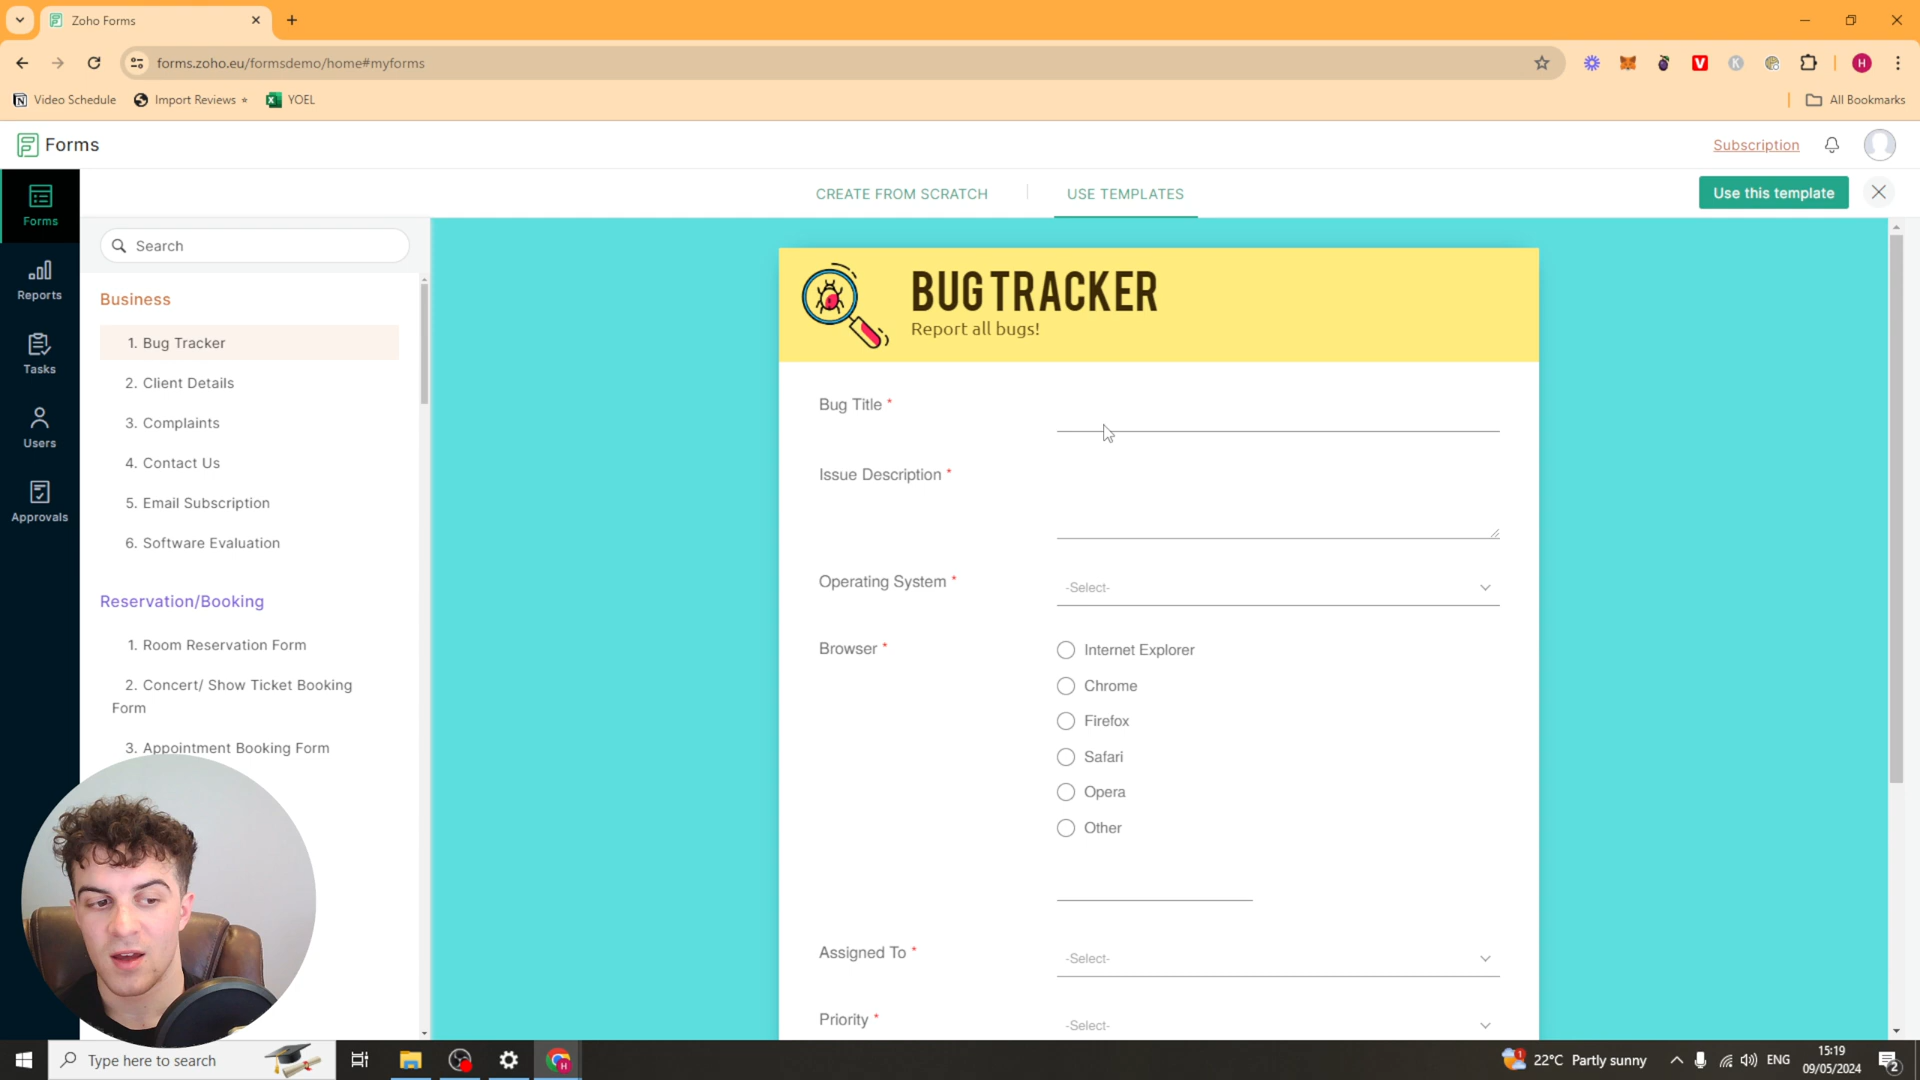 Zoho Forms
forms.zoho.eu/formsdemo/home#myforms
V
K
H
Video Schedule
Import Reviews
YOEL
All Bookmarks
Forms
Subscription
Forms
CREATE FROM SCRATCH
USE TEMPLATES
Use this template
Search
Reports
Tasks
Users
Approvals
Business
1. Bug Tracker
2. Client Details
3. Complaints
4. Contact Us
5. Email Subscription
6. Software Evaluation
Reservation/Booking
1. Room Reservation Form
2. Concert/ Show Ticket Booking
Form
3. Appointment Booking Form
BUG TRACKER
Report all bugs!
Bug Title *
Issue Description *
Operating System *
-Select-
Browser *
Internet Explorer
Chrome
Firefox
Safari
Opera
Other
Assigned To *
-Select-
Priority *
-Select-
Type here to search
H
1
22°C Partly sunny
ENG
15:19
09/05/2024
2